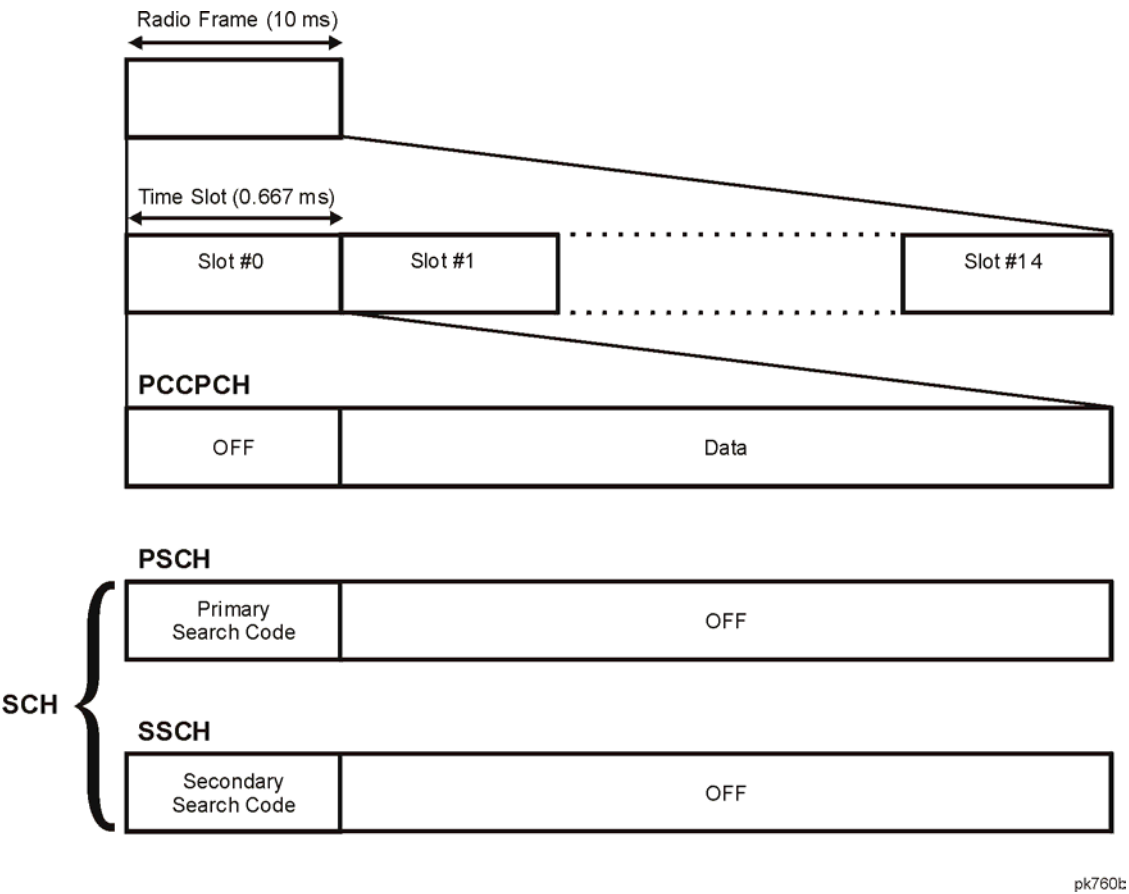 Radio Frame (10 ms)
Time Slot (0.667 ms)
Slot #0
Slot #1
Slot #14
PCCPCH
OFF
Data
PSCH
Primary
Search Code
OFF
SCH
SSCH
Secondary
Search Code
OFF
pk760b